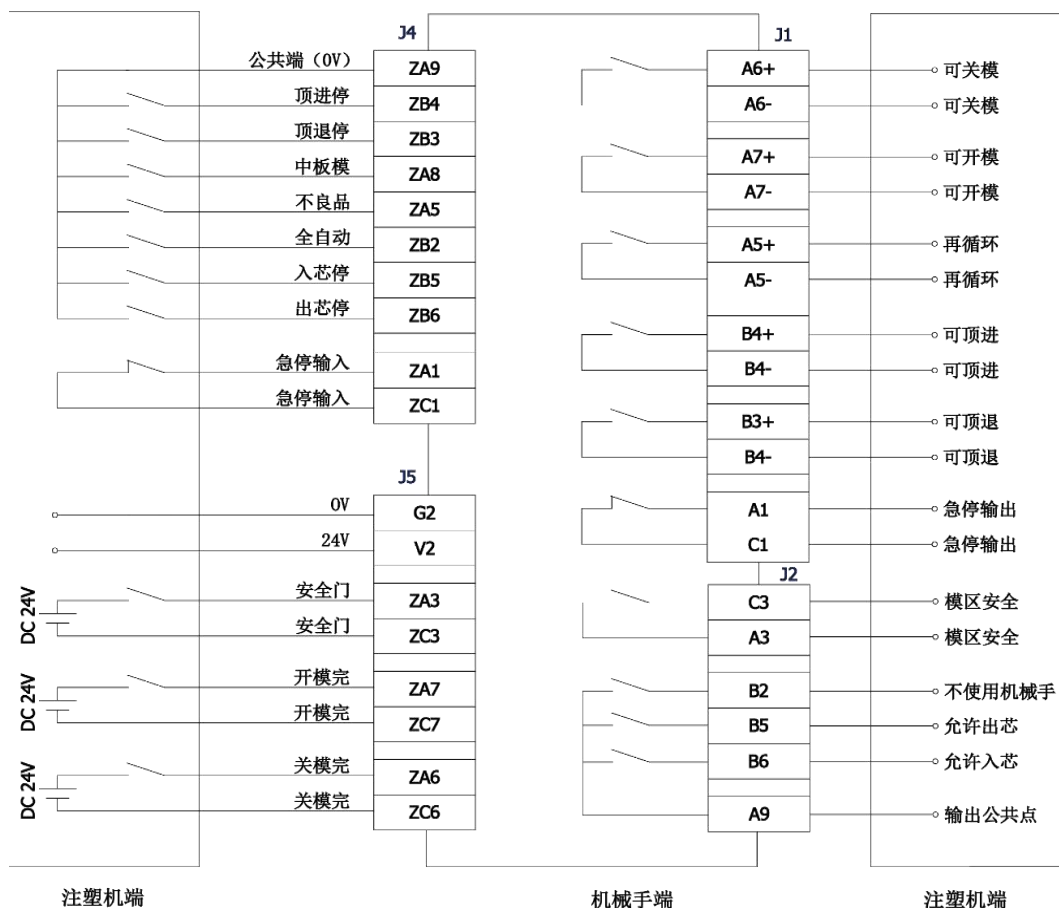 J4
公共端（0V） ZA9
顶进停 ZB4
顶退停 ZB3
中板模 ZA8
不良品 ZA5
全自动 ZB2
入芯停 ZB5
出芯停 ZB6
急停输入 ZA1
急停输入 ZC1
J5
0V G2
24V V2
DC 24V
安全门 ZA3
安全门 ZC3
DC 24V
开模完 ZA7
开模完 ZC7
DC 24V
关模完 ZA6
关模完 ZC6
J1
A6+ 可关模
A6- 可关模
A7+ 可开模
A7- 可开模
A5+ 再循环
A5- 再循环
B4+ 可顶进
B4- 可顶进
B3+ 可顶退
B4- 可顶退
A1 急停输出
C1 急停输出
J2
C3 模区安全
A3 模区安全
B2 不使用机械手
B5 允许出芯
B6 允许入芯
A9 输出公共点
注塑机端 机械手端 注塑机端